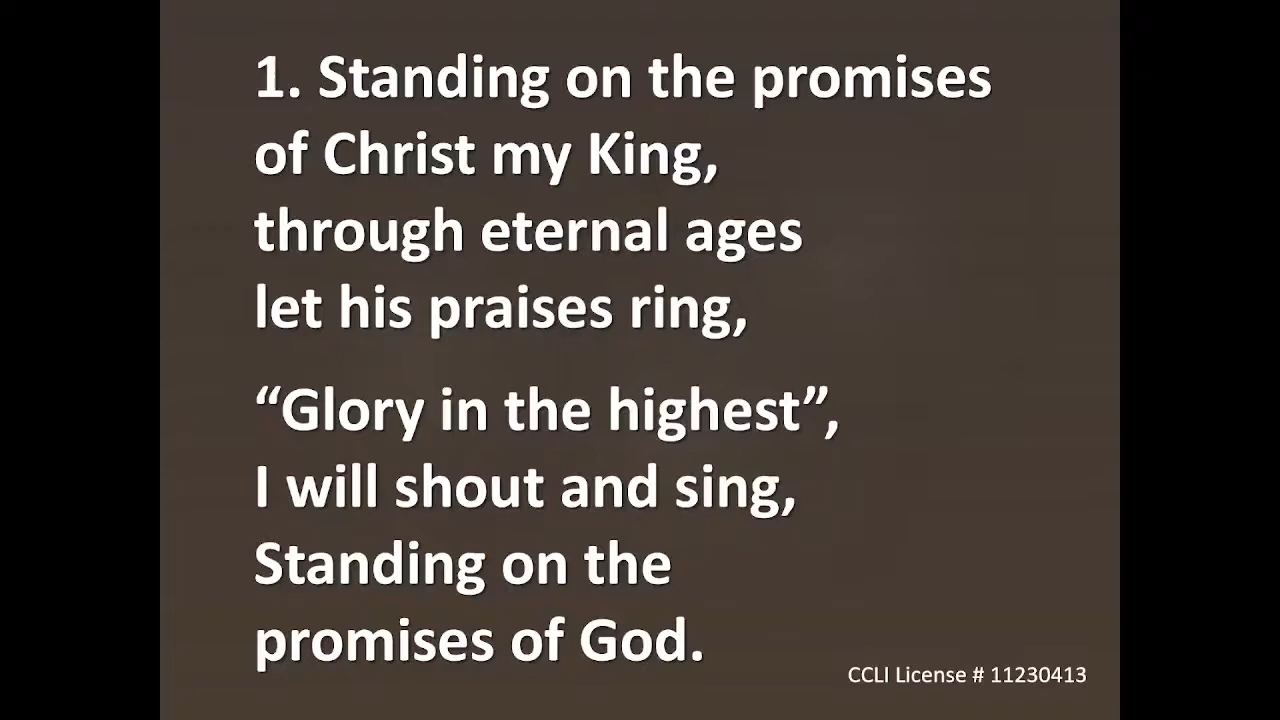 1. Standing on the promises
of Christ my King,
through eternal ages
let his praises ring,
“Glory in the highest”,
I will shout and sing,
Standing on the
promises of God.
CCLI License # 11230413